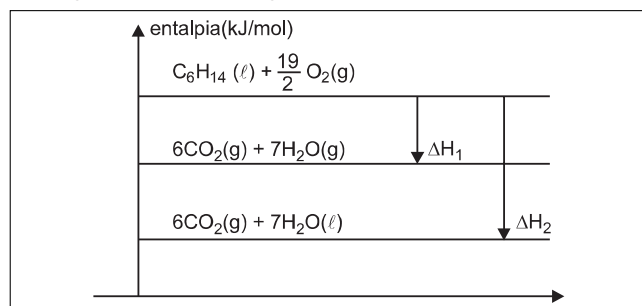 entalpia(kJ/mol)
C₆H₁₄ (ℓ) + 19/2 O₂(g)
6CO₂(g) + 7H₂O(g)
ΔH₁
6CO₂(g) + 7H₂O(ℓ)
ΔH₂